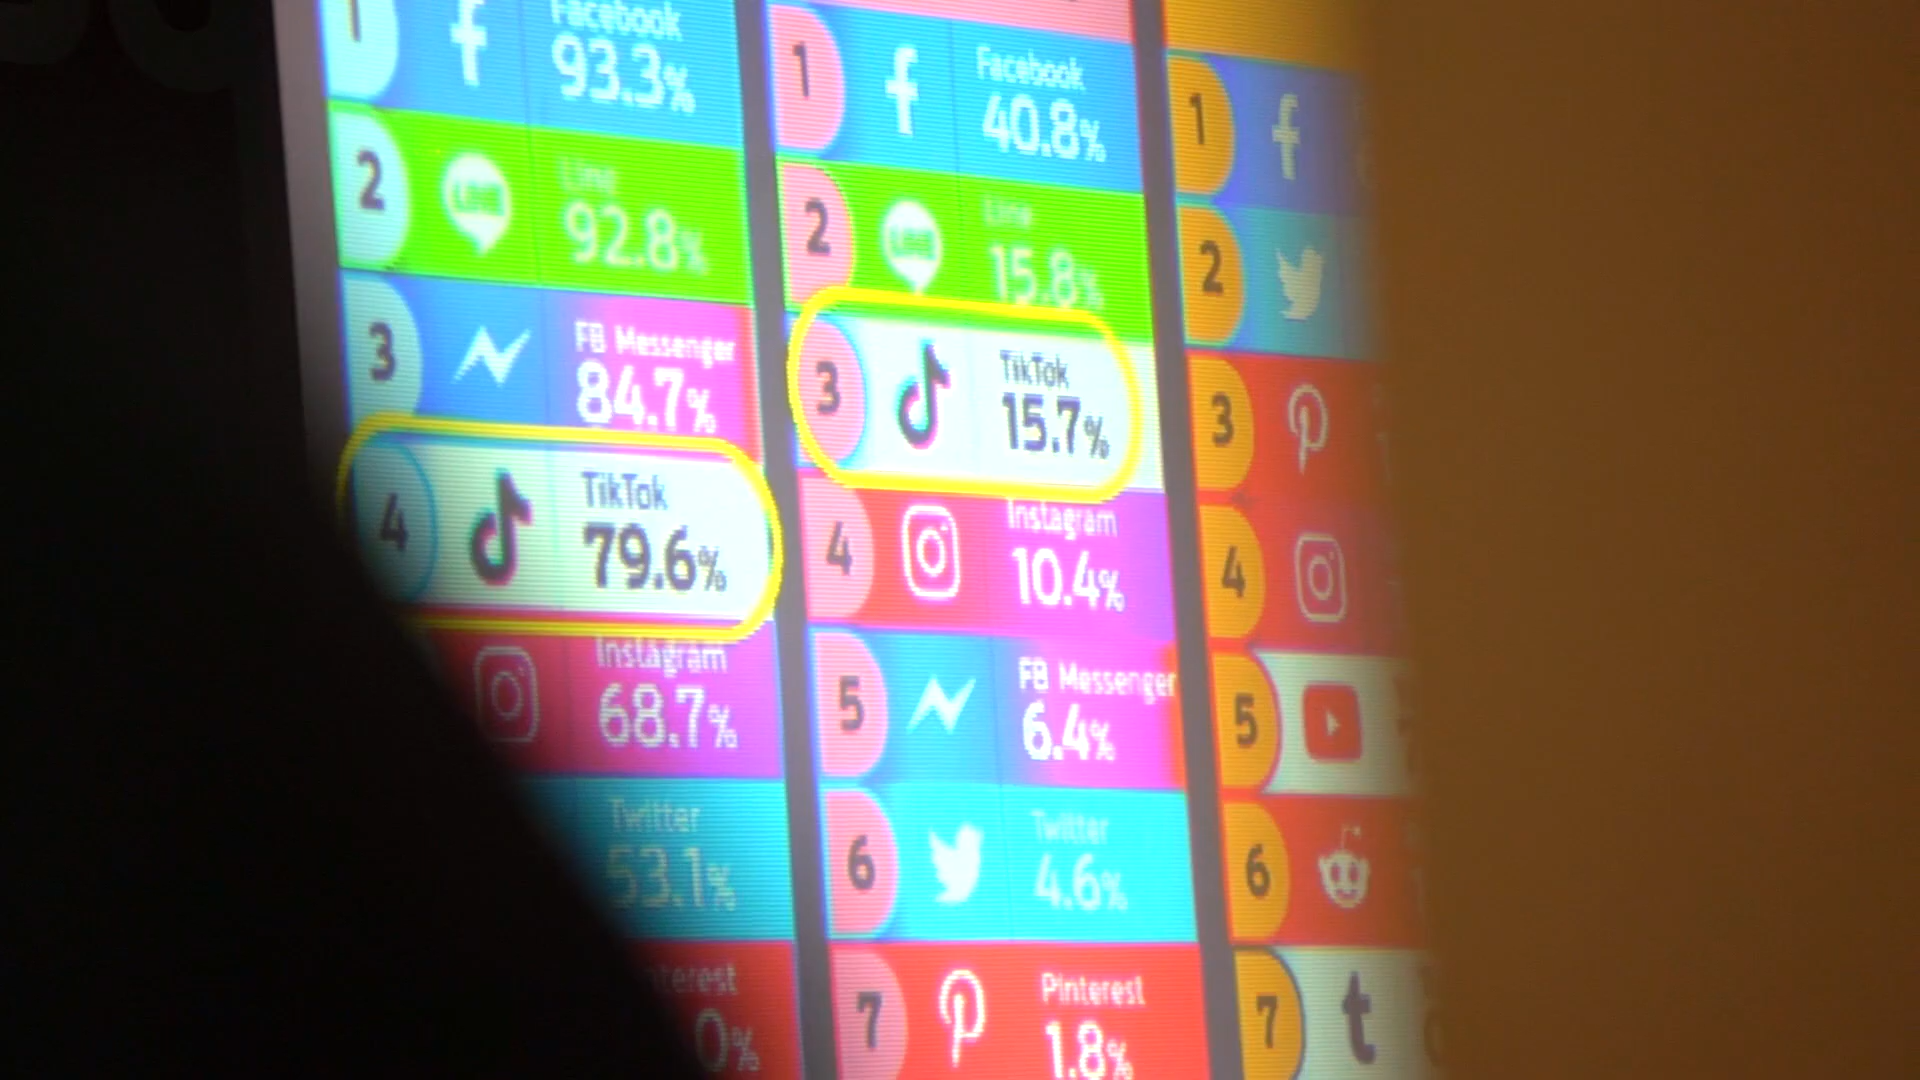 1
Facebook
93.3%
2
LINE
Line
92.8%
3
FB Messenger
84.7%
4
TikTok
79.6%
Instagram
68.7%
Twitter
53.1%
0%
1
Facebook
40.8%
2
LINE
Line
15.8%
3
TikTok
15.7%
4
Instagram
10.4%
5
FB Messenger
6.4%
6
Twitter
4.6%
7
Pinterest
1.8%
1
2
3
4
5
6
7